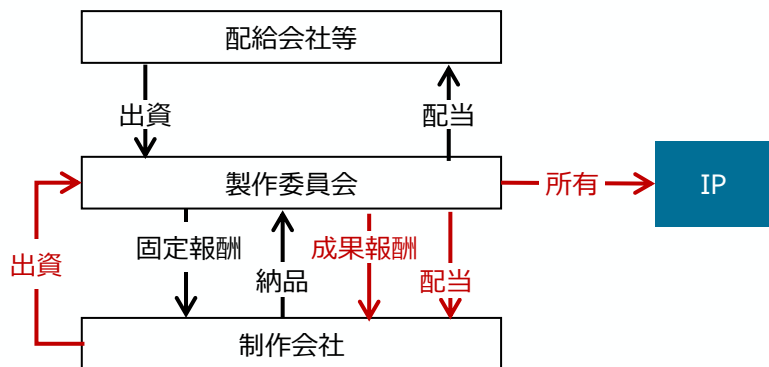 配給会社等
出資
配当
製作委員会
所有
IP
固定報酬
納品
成果報酬
配当
出資
制作会社